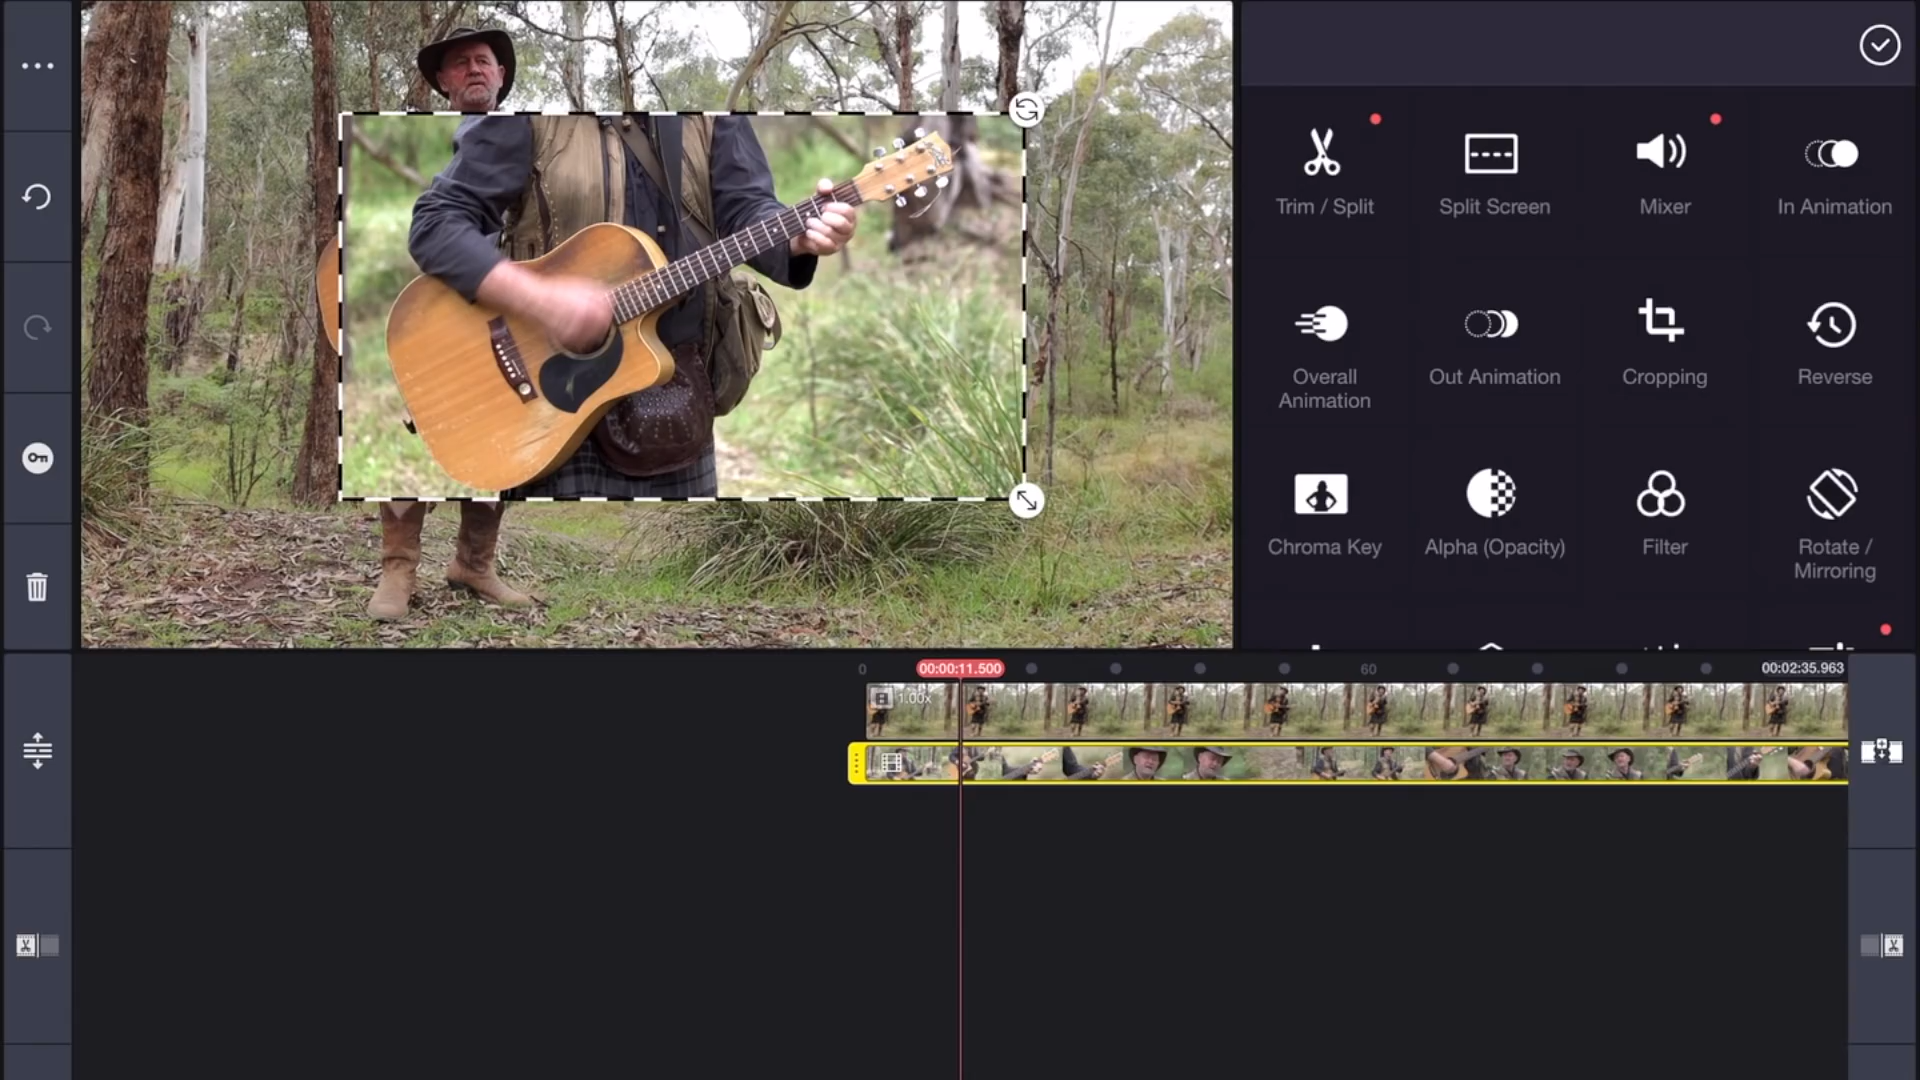 Trim / Split
Split Screen
Mixer
In Animation
Overall
Animation
Out Animation
Cropping
Reverse
Chroma Key
Alpha (Opacity)
Filter
Rotate /
Mirroring
0
00:00:11.500
60
00:02:35.963
1.00x